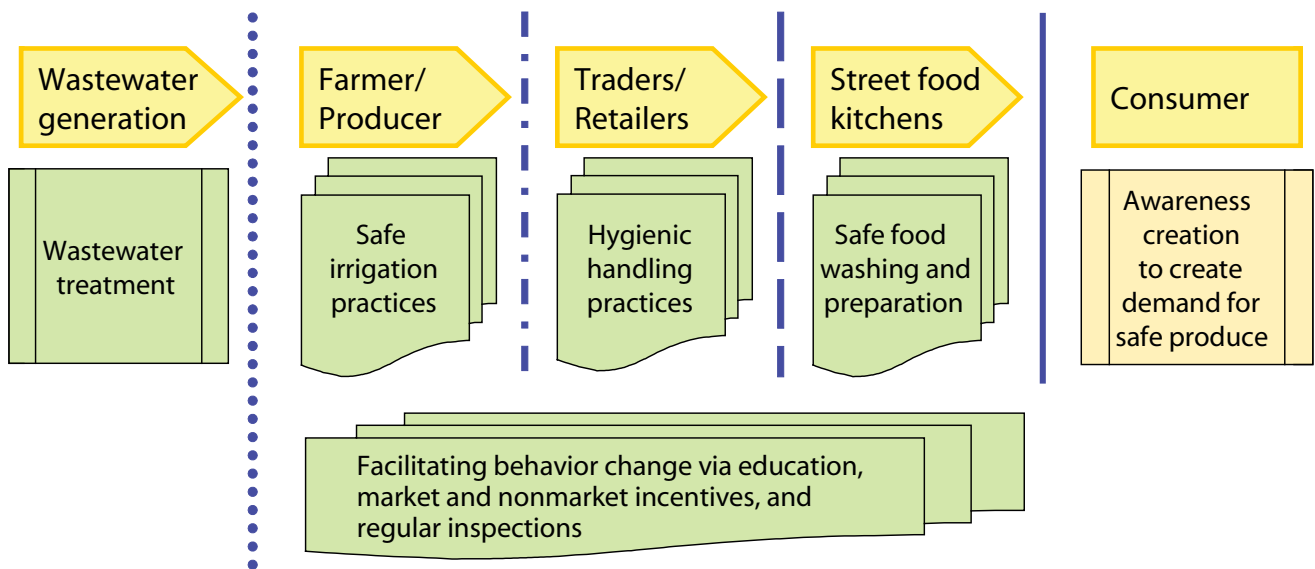 Wastewater
generation
Farmer/
Producer
Traders/
Retailers
Street food
kitchens
Consumer
Wastewater
treatment
Safe
irrigation
practices
Hygienic
handling
practices
Safe food
washing and
preparation
Awareness
creation
to create
demand for
safe produce
Facilitating behavior change via education,
market and nonmarket incentives, and
regular inspections